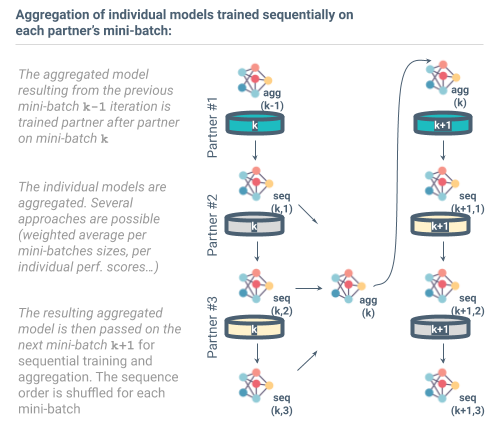 Aggregation of individual models trained sequentially on
each partner's mini-batch:
The aggregated model
resulting from the previous
mini-batch k-1 iteration is
trained partner after partner
on mini-batch k
The individual models are
aggregated. Several
approaches are possible
(weighted average per
mini-batches sizes, per
individual perf. scores…)
The resulting aggregated
model is then passed on the
next mini-batch k+1 for
sequential training and
aggregation. The sequence
order is shuffled for each
mini-batch
Partner #1
Partner #2
Partner #3
agg
(k-1)
k
seq
(k,1)
k
seq
(k,2)
k
seq
(k,3)
agg
(k)
agg
(k)
k+1
seq
(k+1,1)
k+1
seq
(k+1,2)
k+1
seq
(k+1,3)